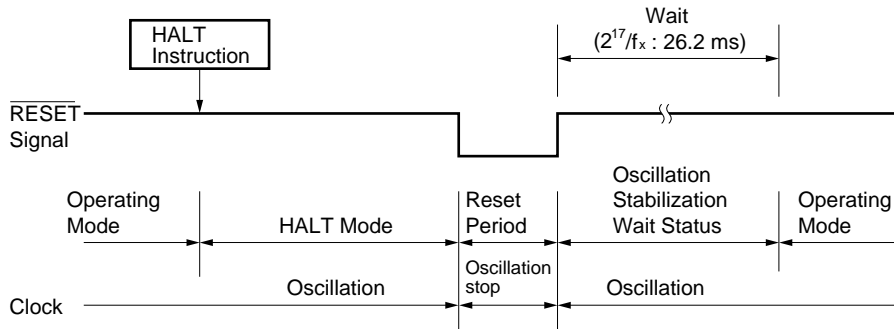 HALT
Instruction
Wait
(2¹⁷/fx : 26.2 ms)
RESET
Signal
Operating
Mode
HALT Mode
Reset
Period
Oscillation
Stabilization
Wait Status
Operating
Mode
Clock
Oscillation
Oscillation
stop
Oscillation